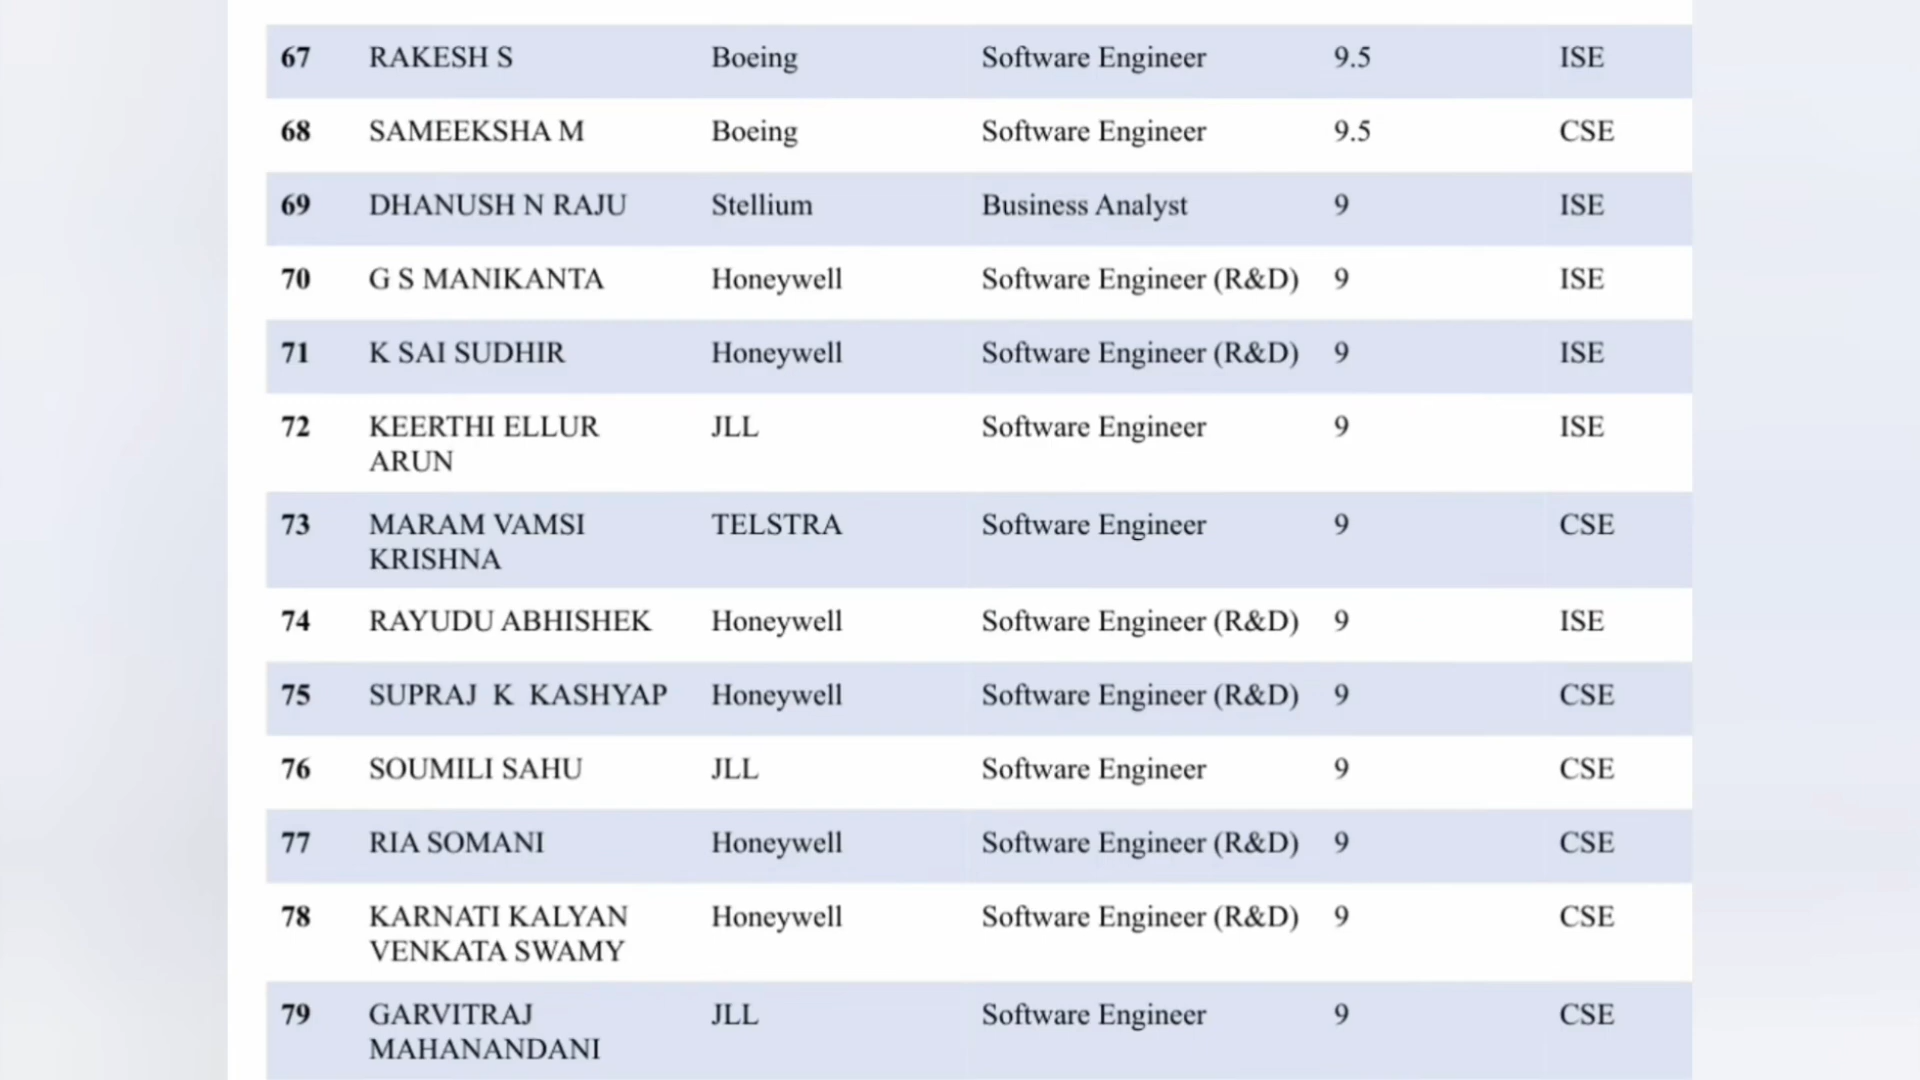 67 RAKESH S Boeing Software Engineer 9.5 ISE
68 SAMEEKSHA M Boeing Software Engineer 9.5 CSE
69 DHANUSH N RAJU Stellium Business Analyst 9 ISE
70 G S MANIKANTA Honeywell Software Engineer (R&D) 9 ISE
71 K SAI SUDHIR Honeywell Software Engineer (R&D) 9 ISE
72 KEERTHI ELLUR JLL Software Engineer 9 ISE
ARUN
73 MARAM VAMSI TELSTRA Software Engineer 9 CSE
KRISHNA
74 RAYUDU ABHISHEK Honeywell Software Engineer (R&D) 9 ISE
75 SUPRAJ K KASHYAP Honeywell Software Engineer (R&D) 9 CSE
76 SOUMILI SAHU JLL Software Engineer 9 CSE
77 RIA SOMANI Honeywell Software Engineer (R&D) 9 CSE
78 KARNATI KALYAN Honeywell Software Engineer (R&D) 9 CSE
VENKATA SWAMY
79 GARVITRAJ JLL Software Engineer 9 CSE
MAHANANDANI